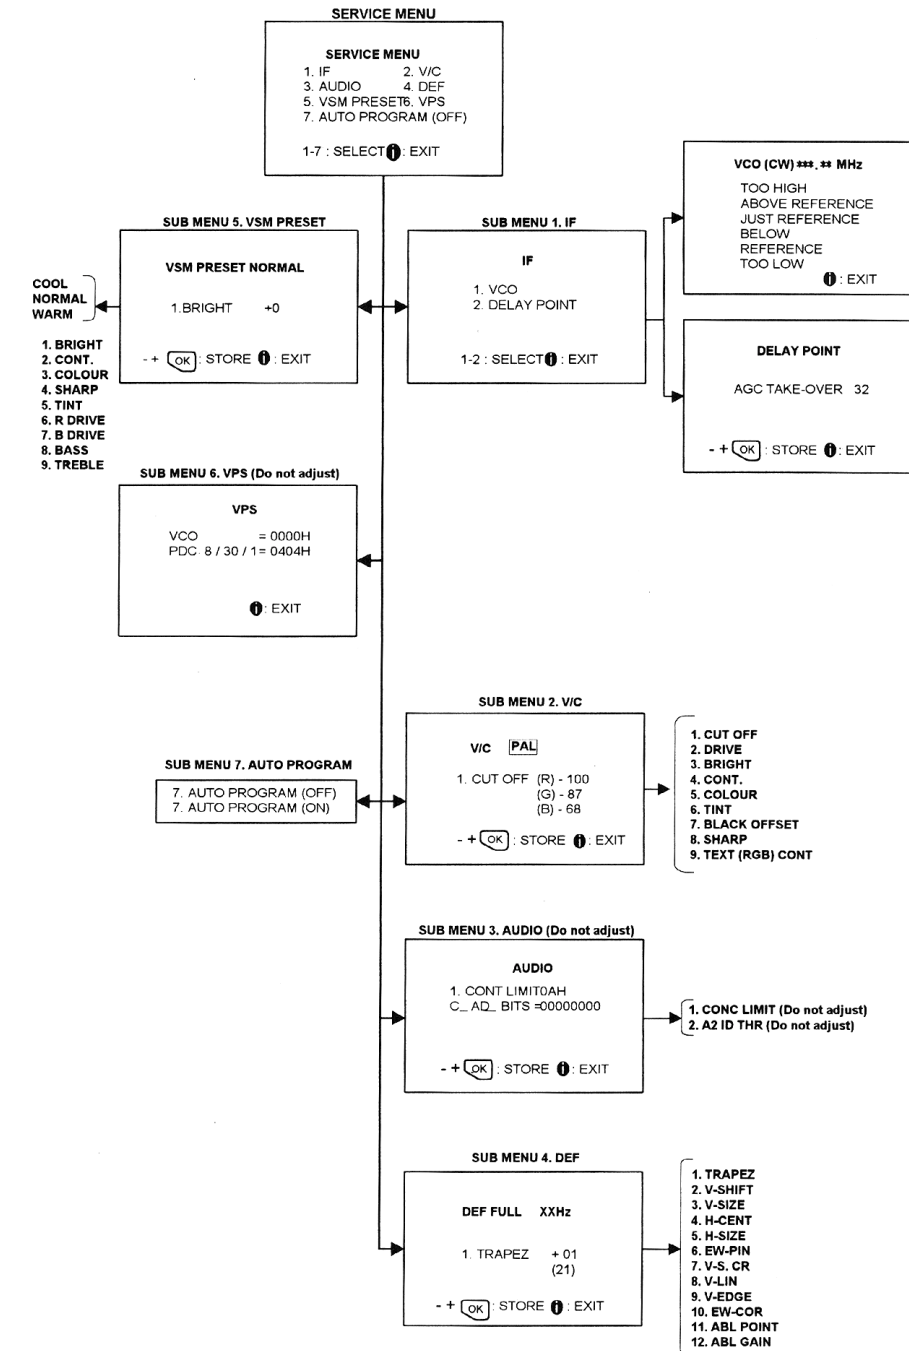 SERVICE MENU
SERVICE MENU
1. IF 2. V/C
3. AUDIO 4. DEF
5. VSM PRESET6. VPS
7. AUTO PROGRAM (OFF)
1-7 : SELECT i : EXIT
SUB MENU 5. VSM PRESET
VSM PRESET NORMAL
1.BRIGHT +0
- + OK : STORE i : EXIT
COOL
NORMAL
WARM
1. BRIGHT
2. CONT.
3. COLOUR
4. SHARP
5. TINT
6. R DRIVE
7. B DRIVE
8. BASS
9. TREBLE
SUB MENU 1. IF
IF
1. VCO
2. DELAY POINT
1-2 : SELECT i : EXIT
VCO (CW) ***.** MHz
TOO HIGH
ABOVE REFERENCE
JUST REFERENCE
BELOW
REFERENCE
TOO LOW
i : EXIT
DELAY POINT
AGC TAKE-OVER 32
- + OK : STORE i : EXIT
SUB MENU 6. VPS (Do not adjust)
VPS
VCO = 0000H
PDC 8 / 30 / 1 = 0404H
i : EXIT
SUB MENU 7. AUTO PROGRAM
7. AUTO PROGRAM (OFF)
7. AUTO PROGRAM (ON)
SUB MENU 2. V/C
V/C PAL
1. CUT OFF (R) - 100
(G) - 87
(B) - 68
- + OK : STORE i : EXIT
1. CUT OFF
2. DRIVE
3. BRIGHT
4. CONT.
5. COLOUR
6. TINT
7. BLACK OFFSET
8. SHARP
9. TEXT (RGB) CONT
SUB MENU 3. AUDIO (Do not adjust)
AUDIO
1. CONT LIMIT0AH
C_ AD_ BITS =00000000
- + OK : STORE i : EXIT
1. CONC LIMIT (Do not adjust)
2. A2 ID THR (Do not adjust)
SUB MENU 4. DEF
DEF FULL XXHz
1. TRAPEZ + 01
(21)
- + OK : STORE i : EXIT
1. TRAPEZ
2. V-SHIFT
3. V-SIZE
4. H-CENT
5. H-SIZE
6. EW-PIN
7. V-S. CR
8. V-LIN
9. V-EDGE
10. EW-COR
11. ABL POINT
12. ABL GAIN